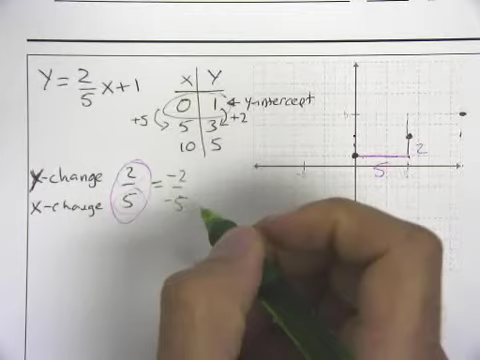 y = 2/5 x + 1
x y
0 1 ← y-intercept
+5 +2
5 3
10 5
y-change 2/5 = -2/-5
x-change
2
5